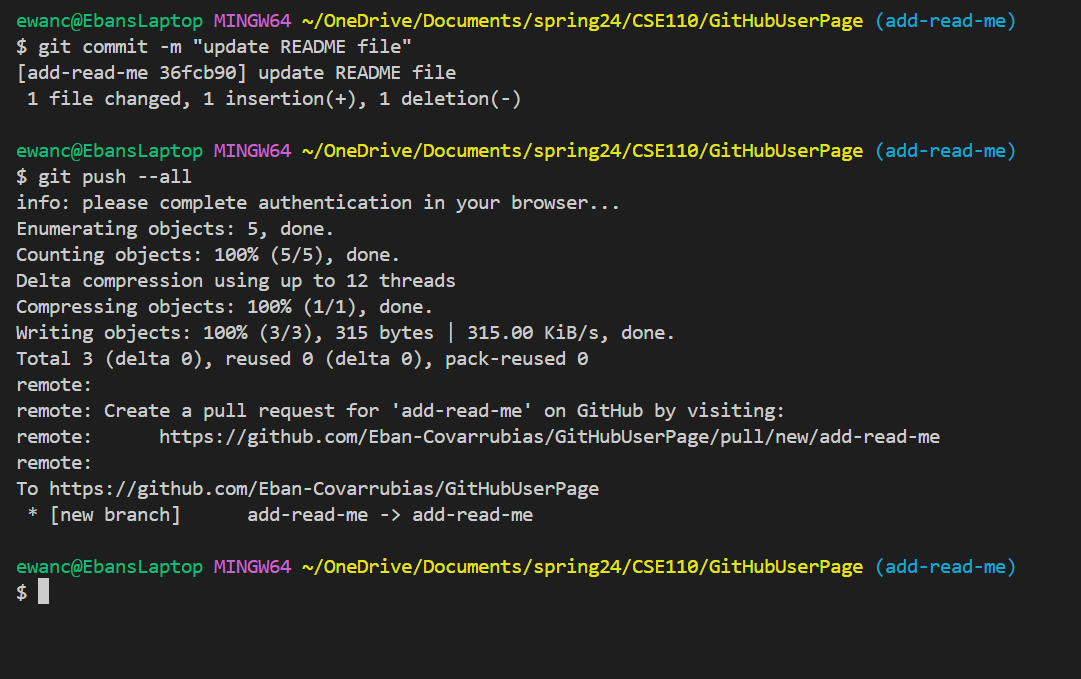 ewanc@EbansLaptop MINGW64 ~/OneDrive/Documents/spring24/CSE110/GitHubUserPage (add-read-me)
$ git commit -m "update README file"
[add-read-me 36fcb90] update README file
 1 file changed, 1 insertion(+), 1 deletion(-)

ewanc@EbansLaptop MINGW64 ~/OneDrive/Documents/spring24/CSE110/GitHubUserPage (add-read-me)
$ git push --all
info: please complete authentication in your browser...
Enumerating objects: 5, done.
Counting objects: 100% (5/5), done.
Delta compression using up to 12 threads
Compressing objects: 100% (1/1), done.
Writing objects: 100% (3/3), 315 bytes | 315.00 KiB/s, done.
Total 3 (delta 0), reused 0 (delta 0), pack-reused 0
remote:
remote: Create a pull request for 'add-read-me' on GitHub by visiting:
remote:      https://github.com/Eban-Covarrubias/GitHubUserPage/pull/new/add-read-me
remote:
To https://github.com/Eban-Covarrubias/GitHubUserPage
 * [new branch]      add-read-me -> add-read-me

ewanc@EbansLaptop MINGW64 ~/OneDrive/Documents/spring24/CSE110/GitHubUserPage (add-read-me)
$